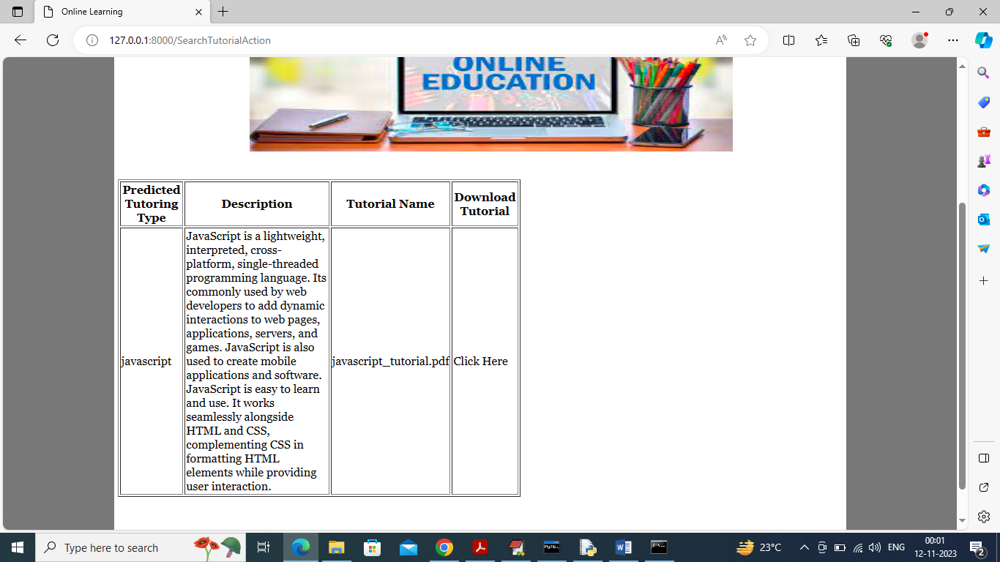 Online Learning
127.0.0.1:8000/SearchTutorialAction
ONLINE
EDUCATION
Predicted
Tutoring
Type
Description
Tutorial Name
Download
Tutorial
javascript
JavaScript is a lightweight,
interpreted, cross-
platform, single-threaded
programming language. Its
commonly used by web
developers to add dynamic
interactions to web pages,
applications, servers, and
games. JavaScript is also
used to create mobile
applications and software.
JavaScript is easy to learn
and use. It works
seamlessly alongside
HTML and CSS,
complementing CSS in
formatting HTML
elements while providing
user interaction.
javascript_tutorial.pdf
Click Here
Type here to search
23°C
ENG
00:01
12-11-2023
2